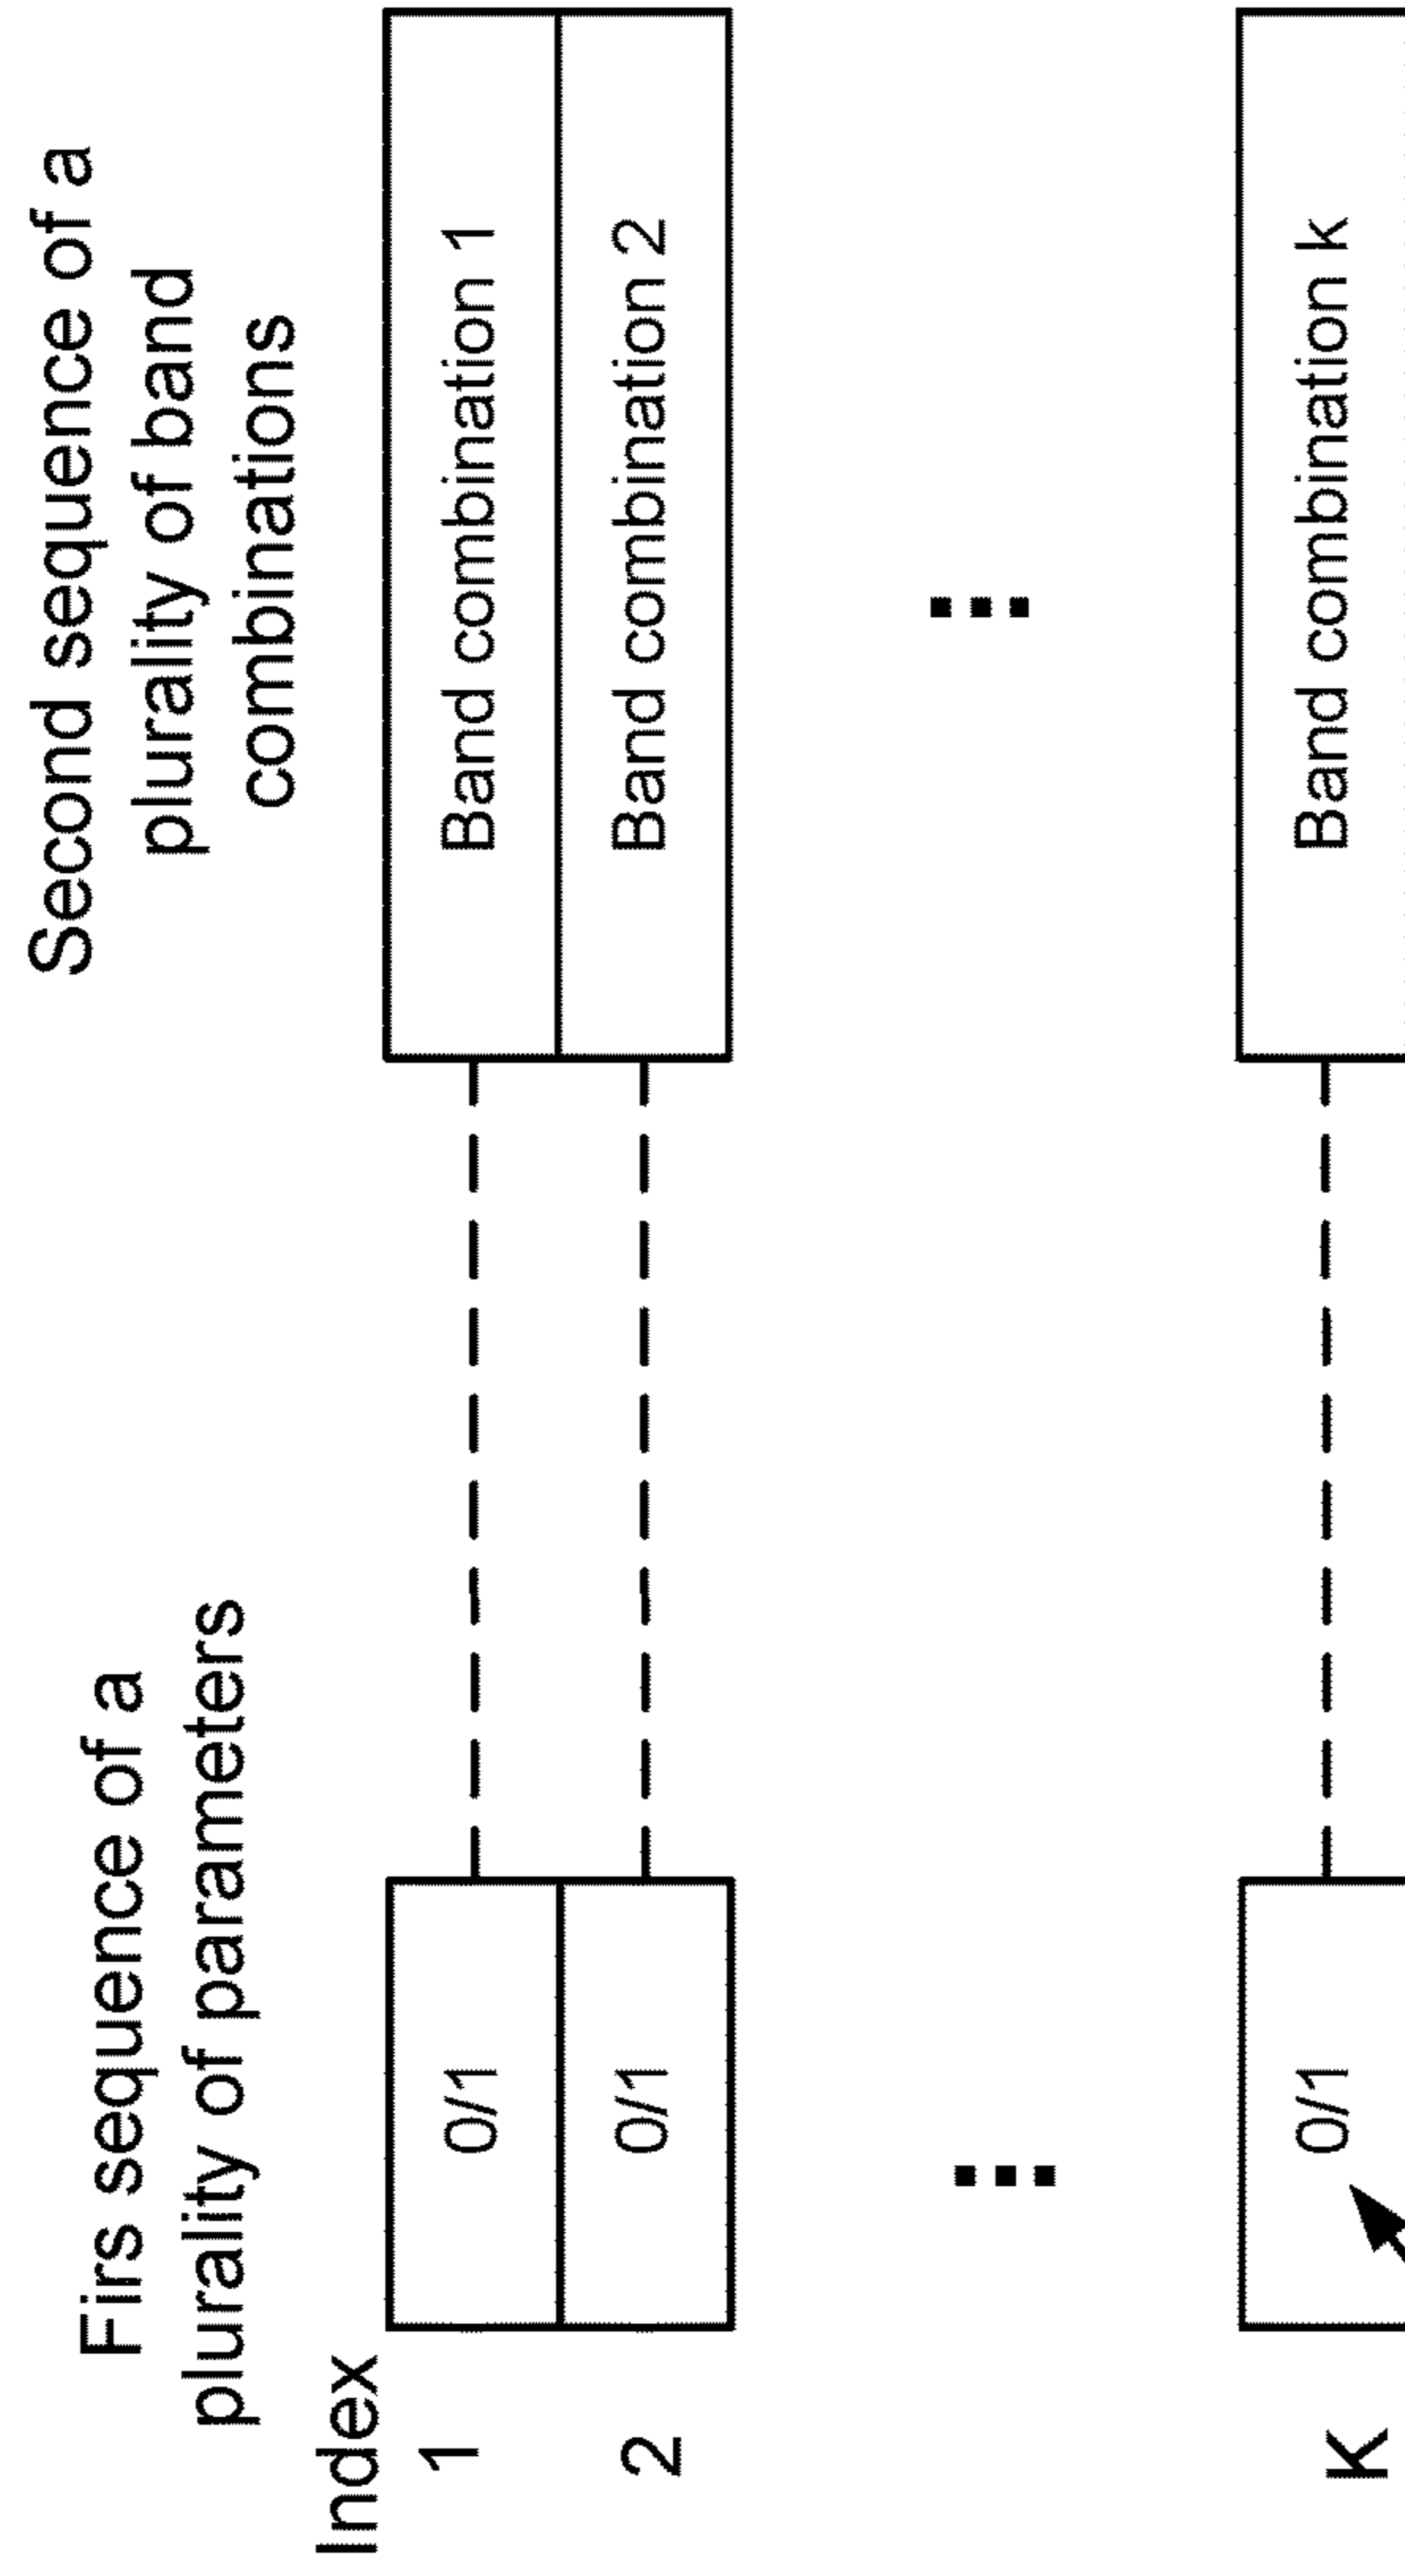 Firs sequence of a
plurality of parameters
Second sequence of a
plurality of band
combinations
Index
1
0/1
Band combination 1
2
0/1
Band combination 2
K
0/1
Band combination k